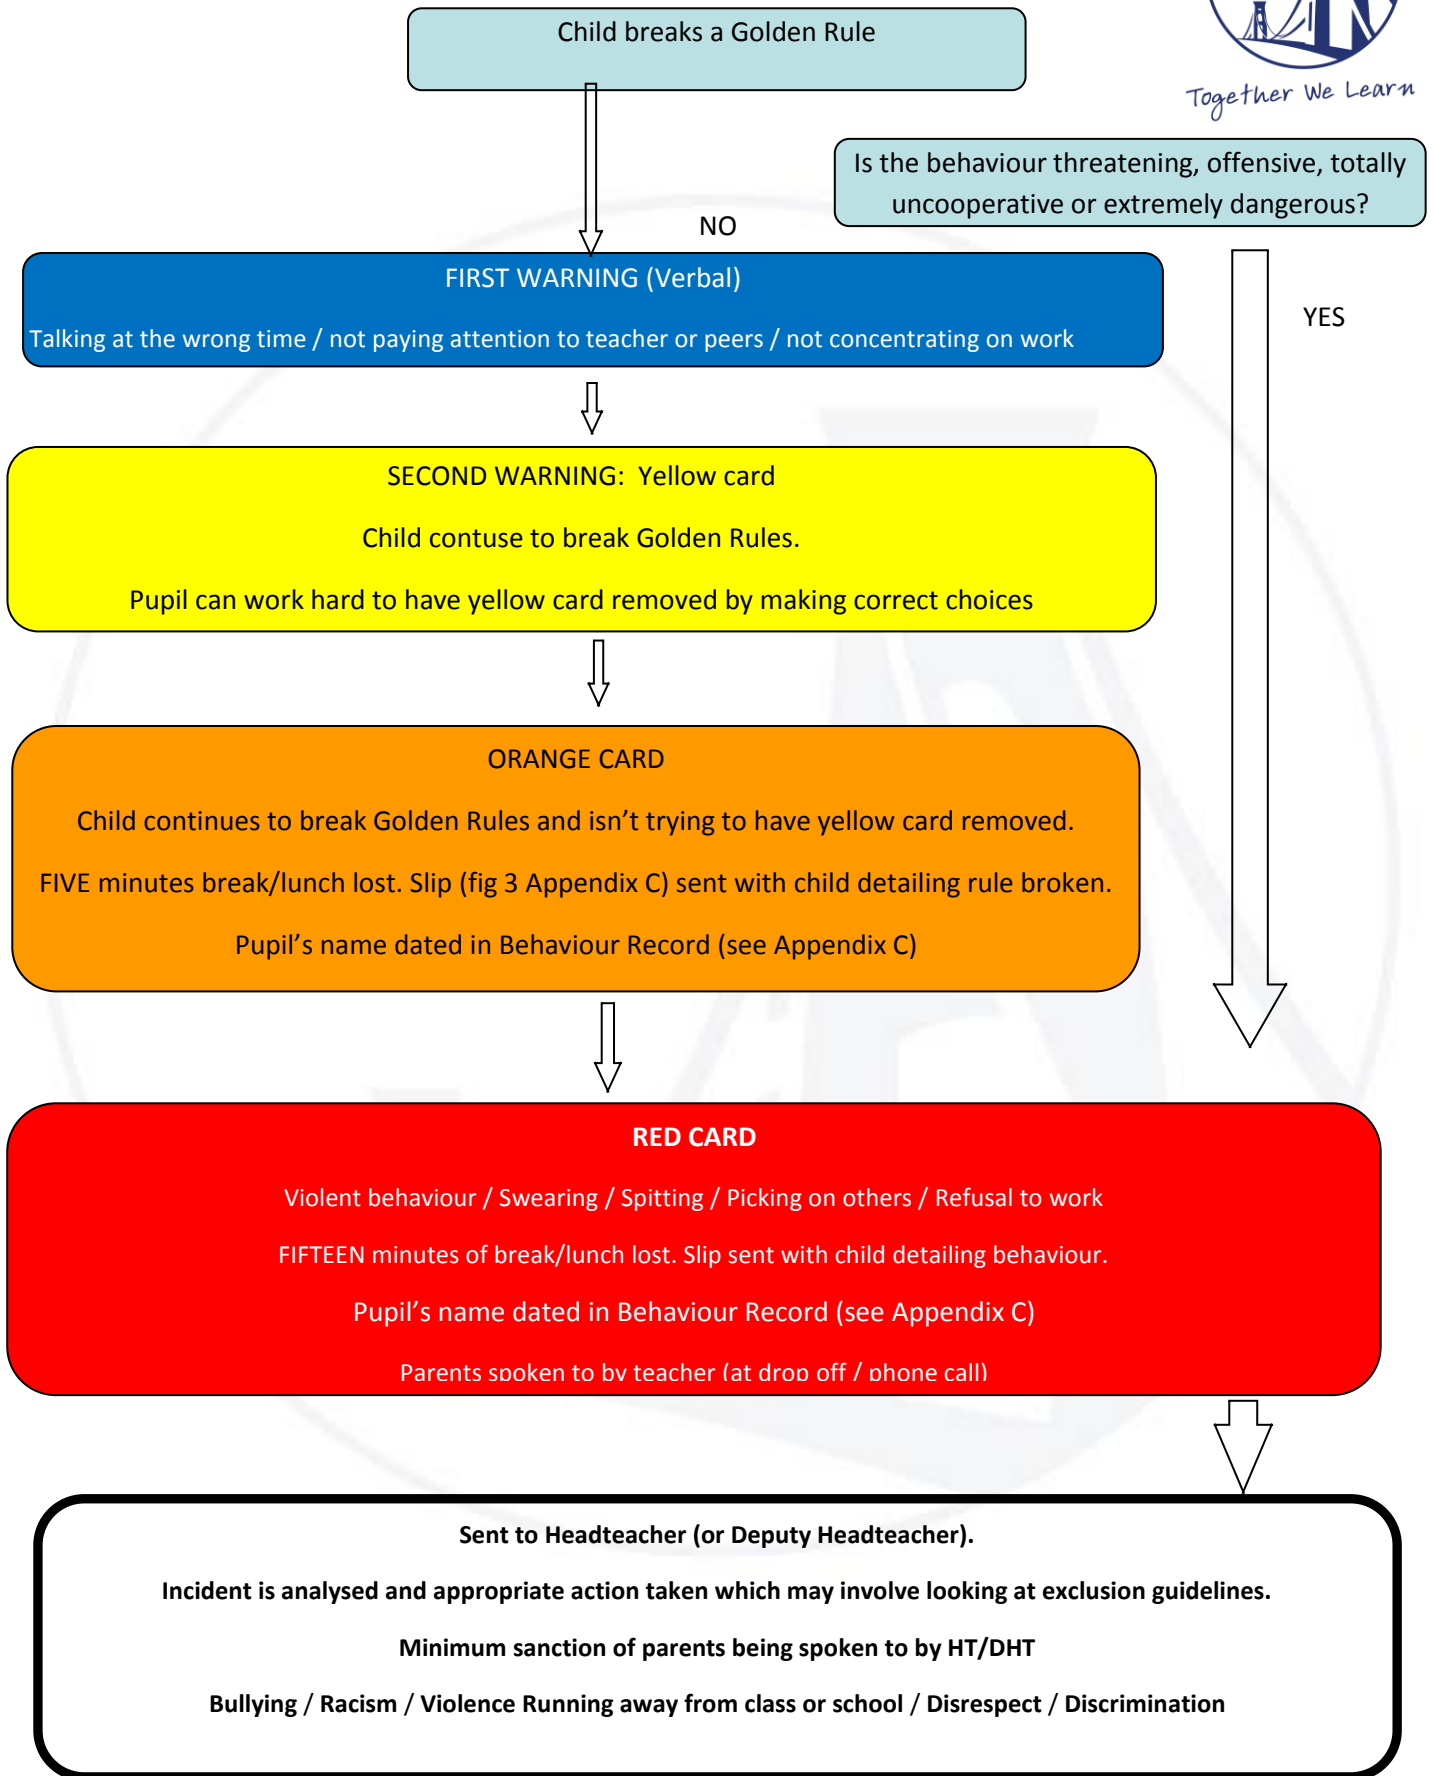 Child breaks a Golden Rule
Together We Learn
Is the behaviour threatening, offensive, totally
uncooperative or extremely dangerous?
NO
FIRST WARNING (Verbal)
Talking at the wrong time / not paying attention to teacher or peers / not concentrating on work
YES
SECOND WARNING:  Yellow card
Child contuse to break Golden Rules.
Pupil can work hard to have yellow card removed by making correct choices
ORANGE CARD
Child continues to break Golden Rules and isn’t trying to have yellow card removed.
FIVE minutes break/lunch lost. Slip (fig 3 Appendix C) sent with child detailing rule broken.
Pupil’s name dated in Behaviour Record (see Appendix C)
RED CARD
Violent behaviour / Swearing / Spitting / Picking on others / Refusal to work
FIFTEEN minutes of break/lunch lost. Slip sent with child detailing behaviour.
Pupil’s name dated in Behaviour Record (see Appendix C)
Parents spoken to by teacher (at drop off / phone call)
Sent to Headteacher (or Deputy Headteacher).
Incident is analysed and appropriate action taken which may involve looking at exclusion guidelines.
Minimum sanction of parents being spoken to by HT/DHT
Bullying / Racism / Violence Running away from class or school / Disrespect / Discrimination